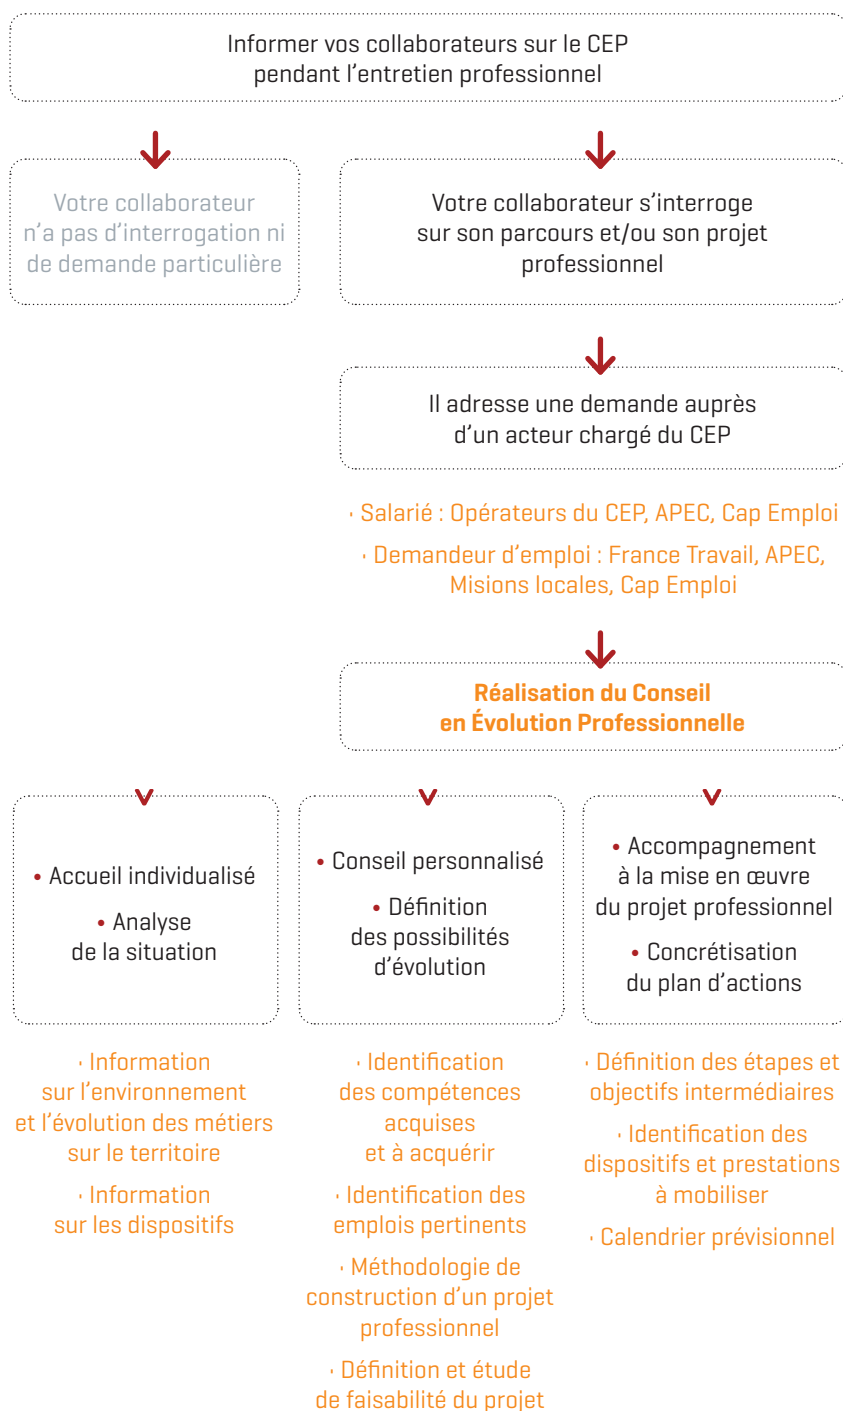 Informer vos collaborateurs sur le CEP
pendant l'entretien professionnel
Votre collaborateur
n'a pas d'interrogation ni
de demande particulière
Votre collaborateur s'interroge
sur son parcours et/ou son projet
professionnel
Il adresse une demande auprès
d'un acteur chargé du CEP
· Salarié : Opérateurs du CEP, APEC, Cap Emploi
· Demandeur d'emploi : France Travail, APEC,
Misions locales, Cap Emploi
Réalisation du Conseil
en Évolution Professionnelle
• Accueil individualisé
• Analyse
de la situation
• Conseil personnalisé
• Définition
des possibilités
d'évolution
• Accompagnement
à la mise en œuvre
du projet professionnel
• Concrétisation
du plan d'actions
· Information
sur l'environnement
et l'évolution des métiers
sur le territoire
· Information
sur les dispositifs
· Identification
des compétences
acquises
et à acquérir
· Identification des
emplois pertinents
· Méthodologie de
construction d'un projet
professionnel
· Définition et étude
de faisabilité du projet
· Définition des étapes et
objectifs intermédiaires
· Identification des
dispositifs et prestations
à mobiliser
· Calendrier prévisionnel